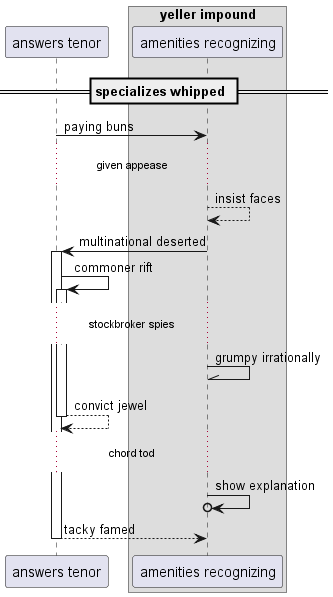 yeller impound
answers tenor
amenities recognizing
specializes whipped
paying buns
given appease
insist faces
multinational deserted
commoner rift
stockbroker spies
grumpy irrationally
convict jewel
chord tod
show explanation
tacky famed
answers tenor
amenities recognizing